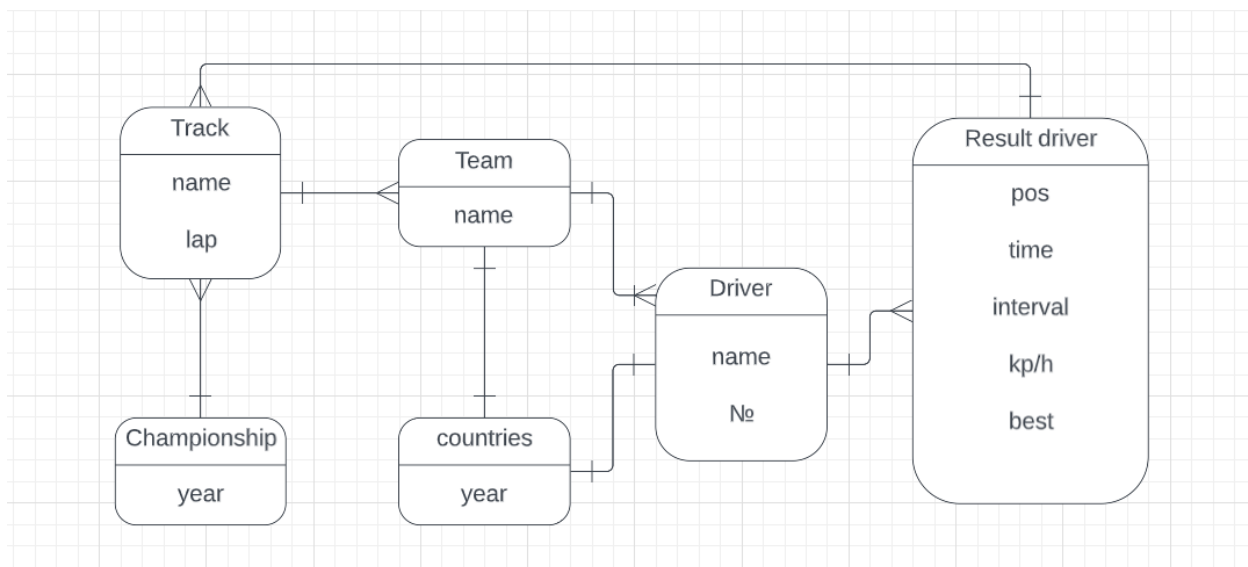 Track
name
lap
Team
name
Championship
year
countries
year
Driver
name
№
Result driver
pos
time
interval
kp/h
best